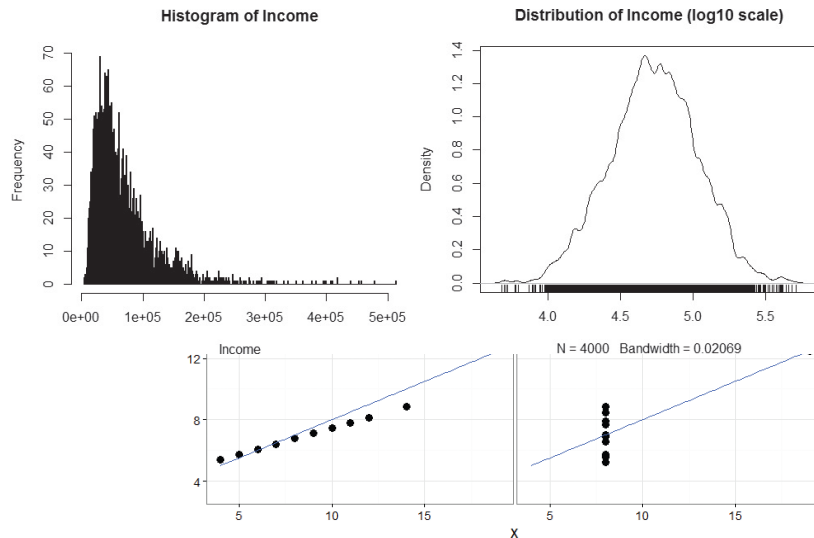 Histogram of Income
Distribution of Income (log10 scale)
Frequency
70
60
50
40
30
20
10
0
0e+00 1e+05 2e+05 3e+05 4e+05 5e+05
Income
Density
1.4
1.2
1.0
0.8
0.6
0.4
0.2
0.0
4.0 4.5 5.0 5.5
N = 4000 Bandwidth = 0.02069
12
8
4
5 10 15
5 10 15
x